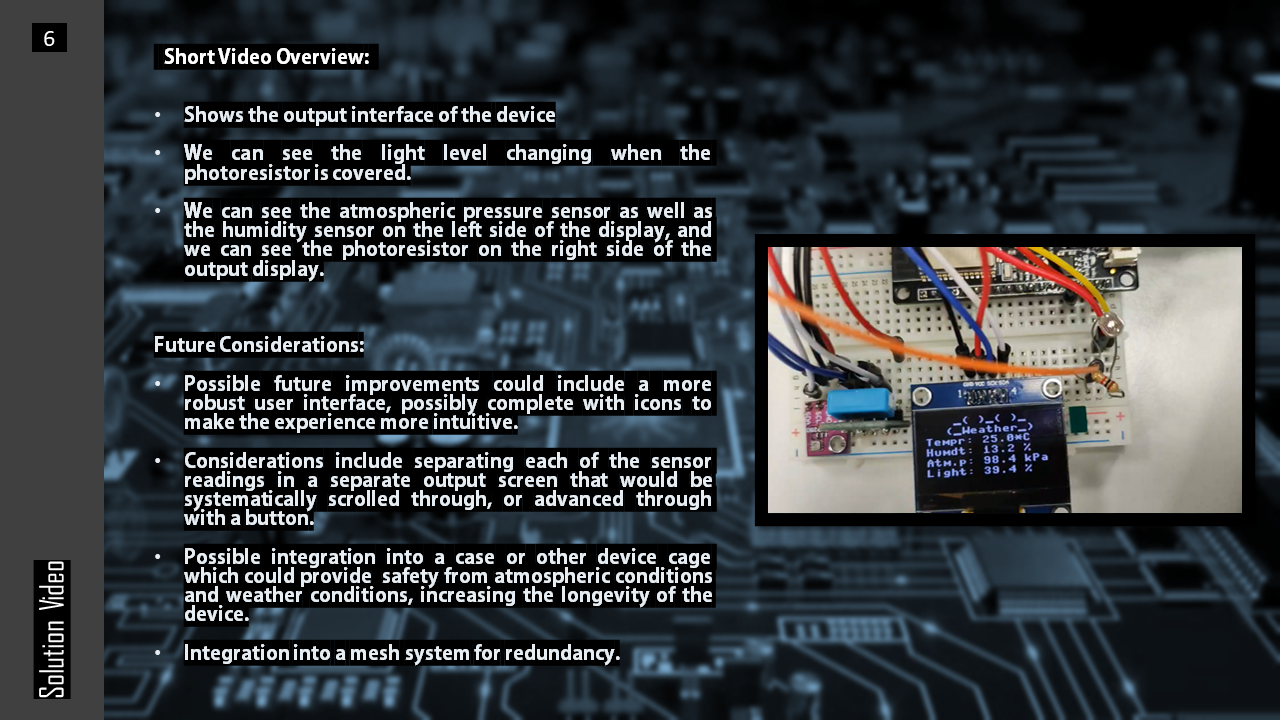 6
Short Video Overview:
• Shows the output interface of the device
• We can see the light level changing when the
photoresistor is covered.
• We can see the atmospheric pressure sensor as well as
the humidity sensor on the left side of the display, and
we can see the photoresistor on the right side of the
output display.
Future Considerations:
• Possible future improvements could include a more
robust user interface, possibly complete with icons to
make the experience more intuitive.
• Considerations include separating each of the sensor
readings in a separate output screen that would be
systematically scrolled through, or advanced through
with a button.
• Possible integration into a case or other device cage
which could provide safety from atmospheric conditions
and weather conditions, increasing the longevity of the
device.
• Integration into a mesh system for redundancy.
Solution Video
_(_)_(_)_
(_Weather_)
Tempr: 25.0*C
Humdt: 13.2 %
Atm.p: 98.4 kPa
Light: 39.4 %